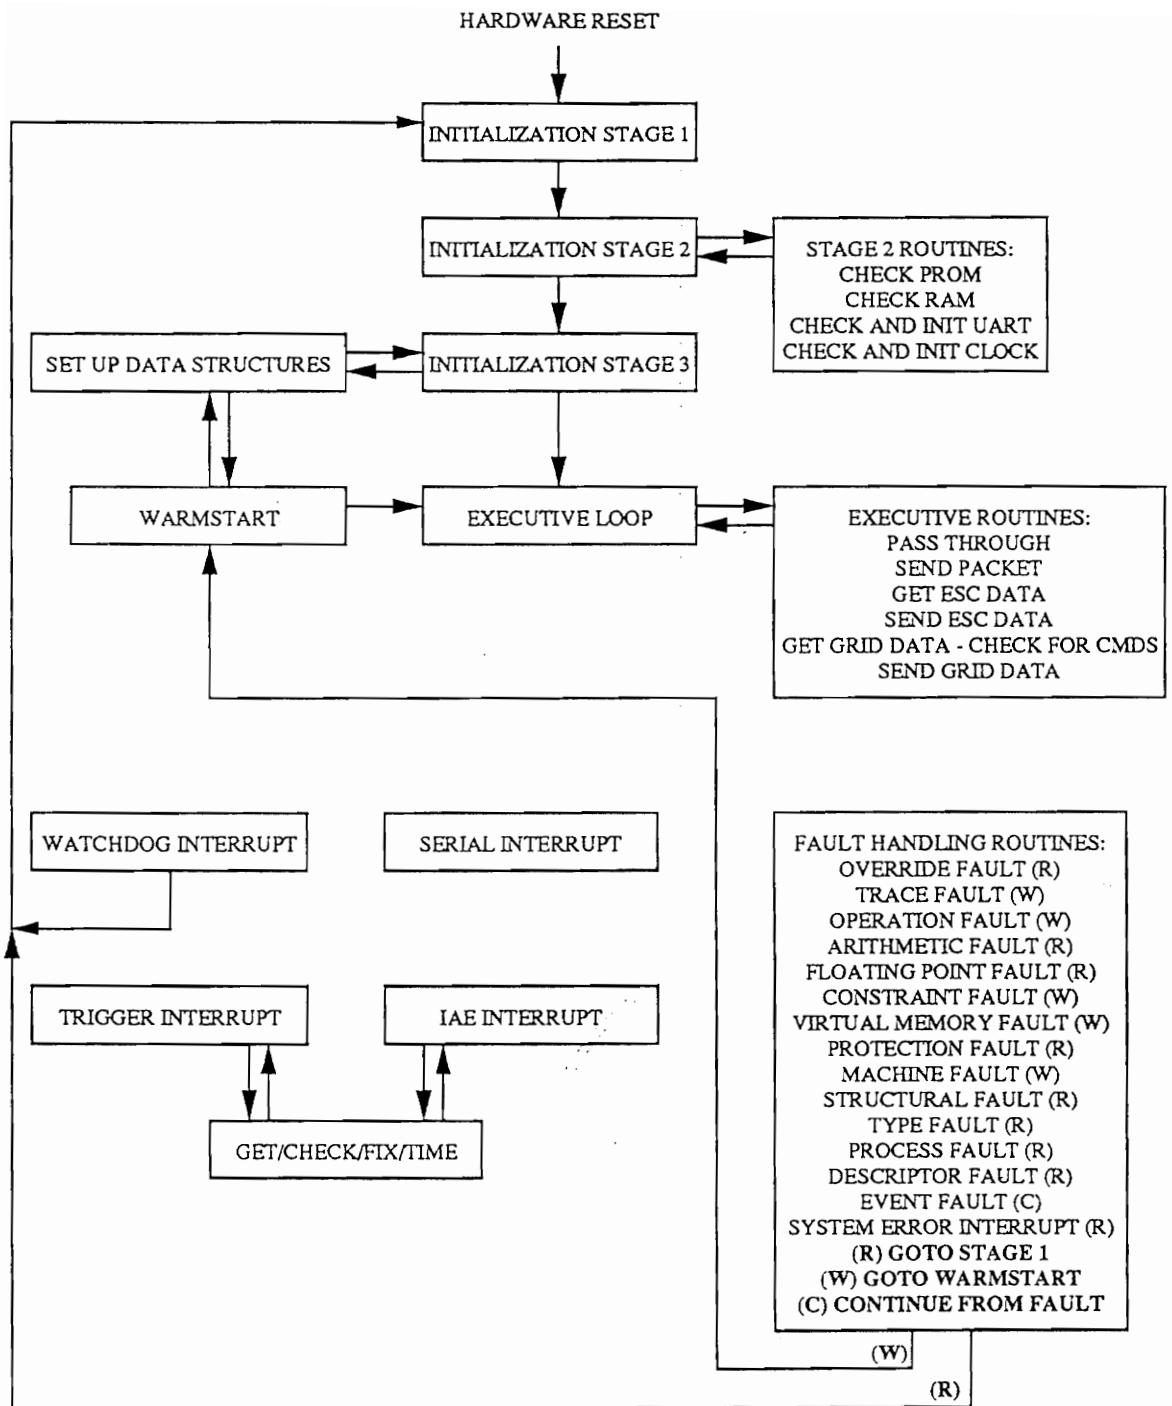 HARDWARE RESET
INITIALIZATION STAGE 1
INITIALIZATION STAGE 2
STAGE 2 ROUTINES:
CHECK PROM
CHECK RAM
CHECK AND INIT UART
CHECK AND INIT CLOCK
SET UP DATA STRUCTURES
INITIALIZATION STAGE 3
WARMSTART
EXECUTIVE LOOP
EXECUTIVE ROUTINES:
PASS THROUGH
SEND PACKET
GET ESC DATA
SEND ESC DATA
GET GRID DATA - CHECK FOR CMDS
SEND GRID DATA
WATCHDOG INTERRUPT
SERIAL INTERRUPT
TRIGGER INTERRUPT
IAE INTERRUPT
GET/CHECK/FIX/TIME
FAULT HANDLING ROUTINES:
OVERRIDE FAULT (R)
TRACE FAULT (W)
OPERATION FAULT (W)
ARITHMETIC FAULT (R)
FLOATING POINT FAULT (R)
CONSTRAINT FAULT (W)
VIRTUAL MEMORY FAULT (W)
PROTECTION FAULT (R)
MACHINE FAULT (W)
STRUCTURAL FAULT (R)
TYPE FAULT (R)
PROCESS FAULT (R)
DESCRIPTOR FAULT (R)
EVENT FAULT (C)
SYSTEM ERROR INTERRUPT (R)
(R) GOTO STAGE 1
(W) GOTO WARMSTART
(C) CONTINUE FROM FAULT
(W)
(R)